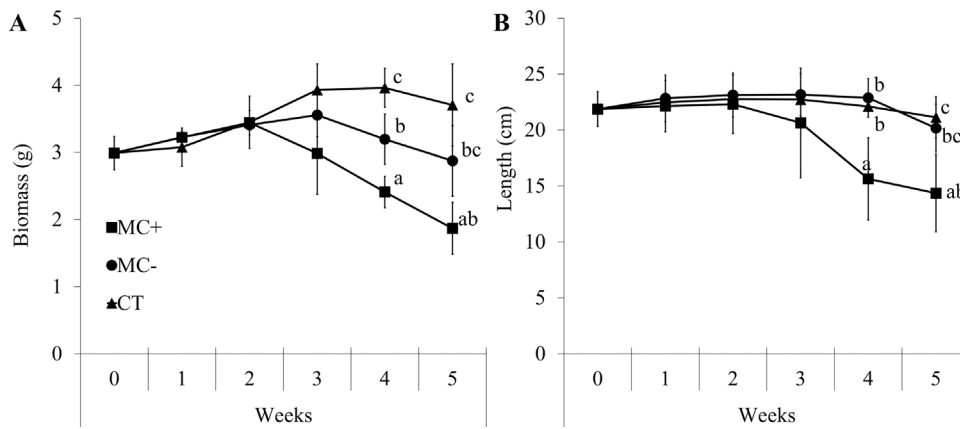 A
Biomass (g)
5
4
3
2
1
0
c
c
b
bc
a
ab
MC+
MC-
CT
0 1 2 3 4 5
Weeks
B
Length (cm)
30
25
20
15
10
5
0
b
b
c
bc
a
ab
0 1 2 3 4 5
Weeks